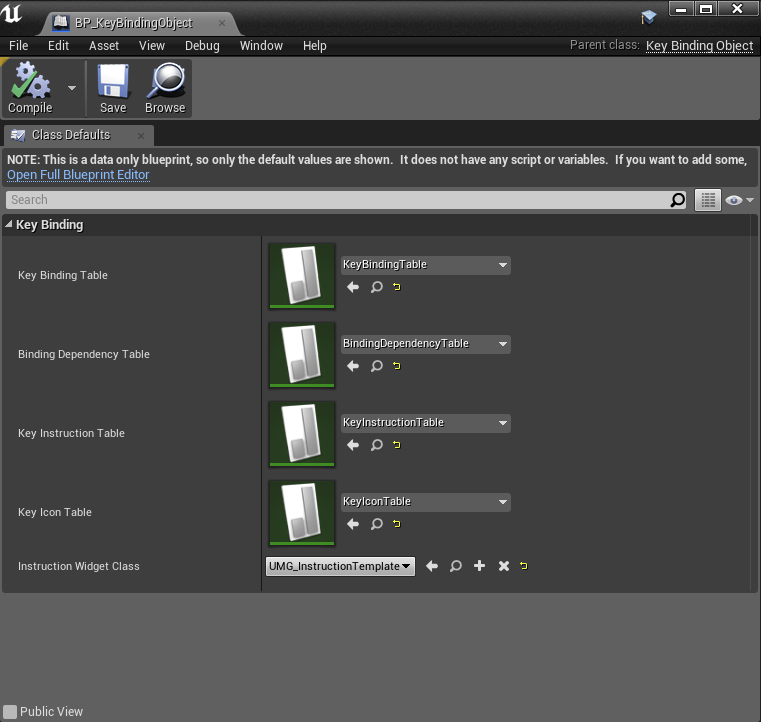 BP_KeyBindingObject
File Edit Asset View Debug Window Help
Parent class: Key Binding Object
Compile Save Browse
Class Defaults
NOTE: This is a data only blueprint, so only the default values are shown. It does not have any script or variables. If you want to add some,
Open Full Blueprint Editor
Search
Key Binding
Key Binding Table
KeyBindingTable
Binding Dependency Table
BindingDependencyTable
Key Instruction Table
KeyInstructionTable
Key Icon Table
KeyIconTable
Instruction Widget Class
UMG_InstructionTemplate
Public View